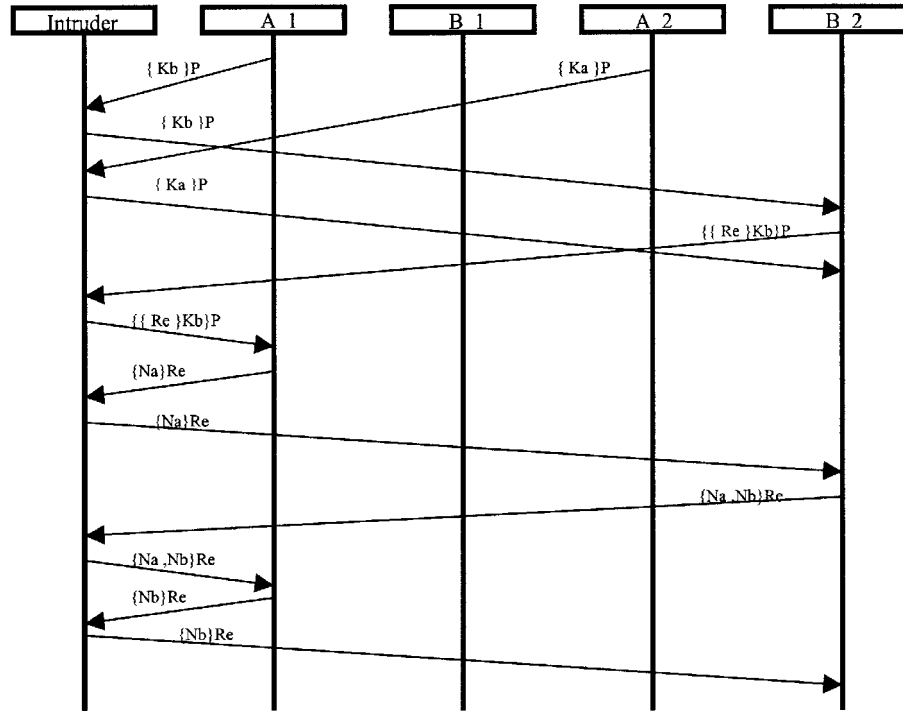 Intruder A 1 B 1 A 2 B 2
{ Kb }P
{ Ka }P
{ Kb }P
{ Ka }P
{{ Re }Kb}P
{{ Re }Kb}P
{Na}Re
{Na}Re
{Na ,Nb}Re
{Na ,Nb}Re
{Nb}Re
{Nb}Re